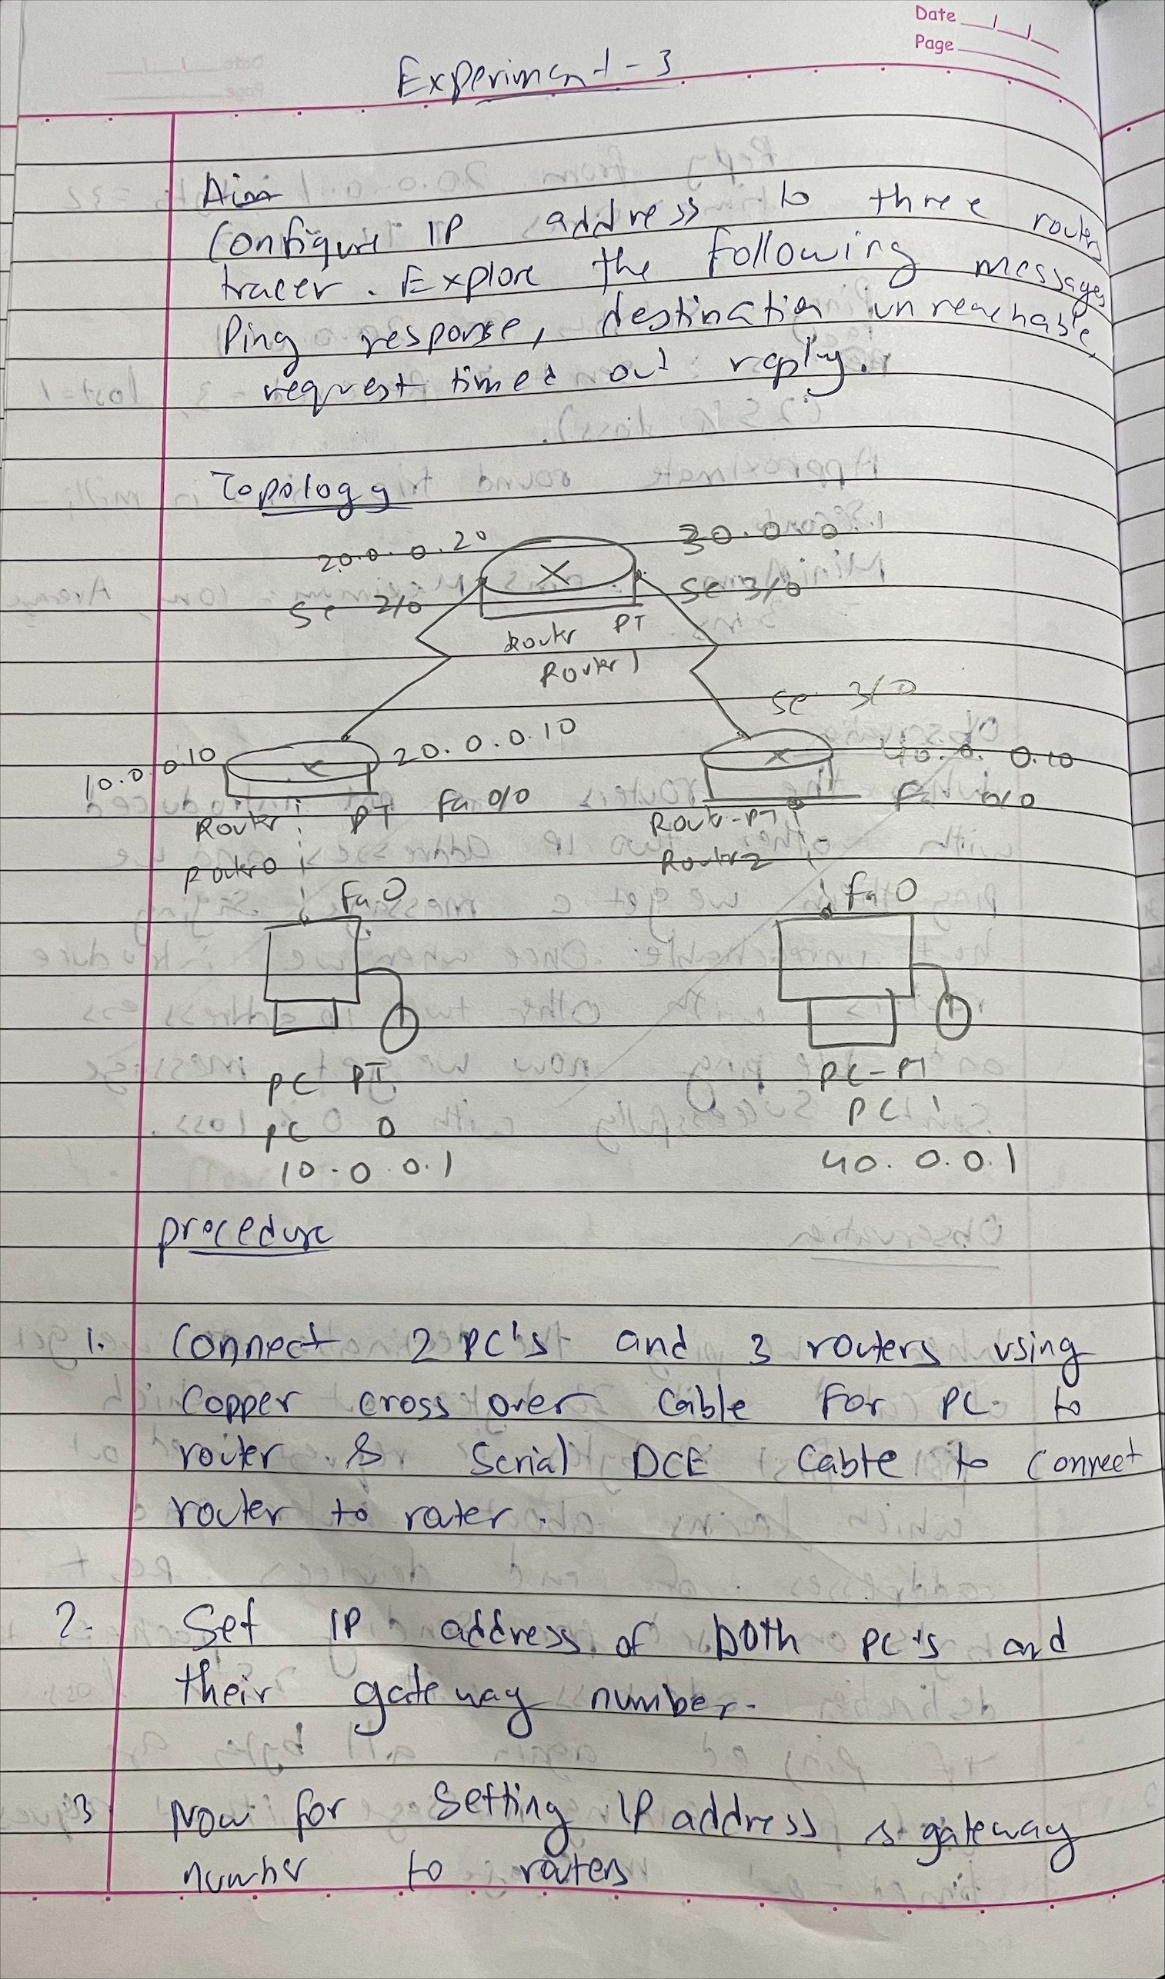 Date
Page
Experiment - 3
Aim
Configure IP address to three router
tracer. Explore the following messages
Ping response, destination unreachable,
request timed out reply.
Topology
20.0.0.20
30.0.0
Se 2/0
Se 3/0
Router PT
Router 1
Se 3/0
10.0.0.10
20.0.0.10
40.0.0.10
Fa 0/0
Fa 0/0
Router PT
Router-PT
Router 0
Router 2
Fa 0
Fa 0
PC PT
PC-PT
PC 0
PC 1
10.0.0.1
40.0.0.1
procedure
1. Connect 2 PC's and 3 routers using
Copper cross over Cable For PC to
router & Serial DCE Cable to connect
router to roter.
2. Set IP address of both PC's and
their gateway number.
3 Now for Setting IP address & gateway
number to roters